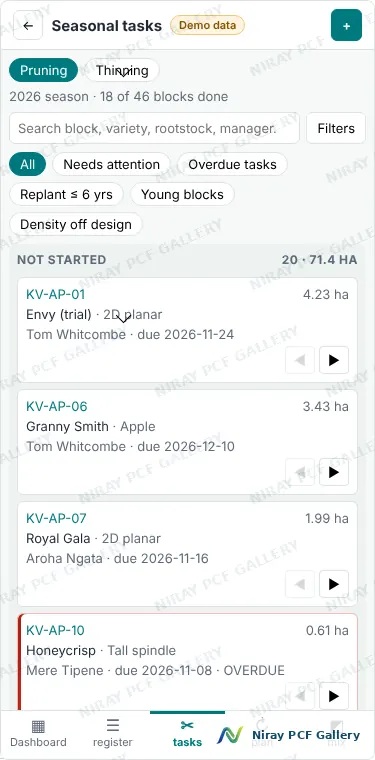 Seasonal tasks Demo data +
Pruning Thinning
2026 season · 18 of 46 blocks done
Search block, variety, rootstock, manager. Filters
All Needs attention Overdue tasks
Replant ≤ 6 yrs Young blocks
Density off design
NOT STARTED 20 · 71.4 HA
KV-AP-01 4.23 ha
Envy (trial) · 2D planar
Tom Whitcombe · due 2026-11-24
KV-AP-06 3.43 ha
Granny Smith · Apple
Tom Whitcombe · due 2026-12-10
KV-AP-07 1.99 ha
Royal Gala · 2D planar
Aroha Ngata · due 2026-11-16
KV-AP-10 0.61 ha
Honeycrisp · Tall spindle
Mere Tipene · due 2026-11-08 · OVERDUE
Dashboard register tasks
Niray PCF Gallery
NIRAY PCF GALLERY